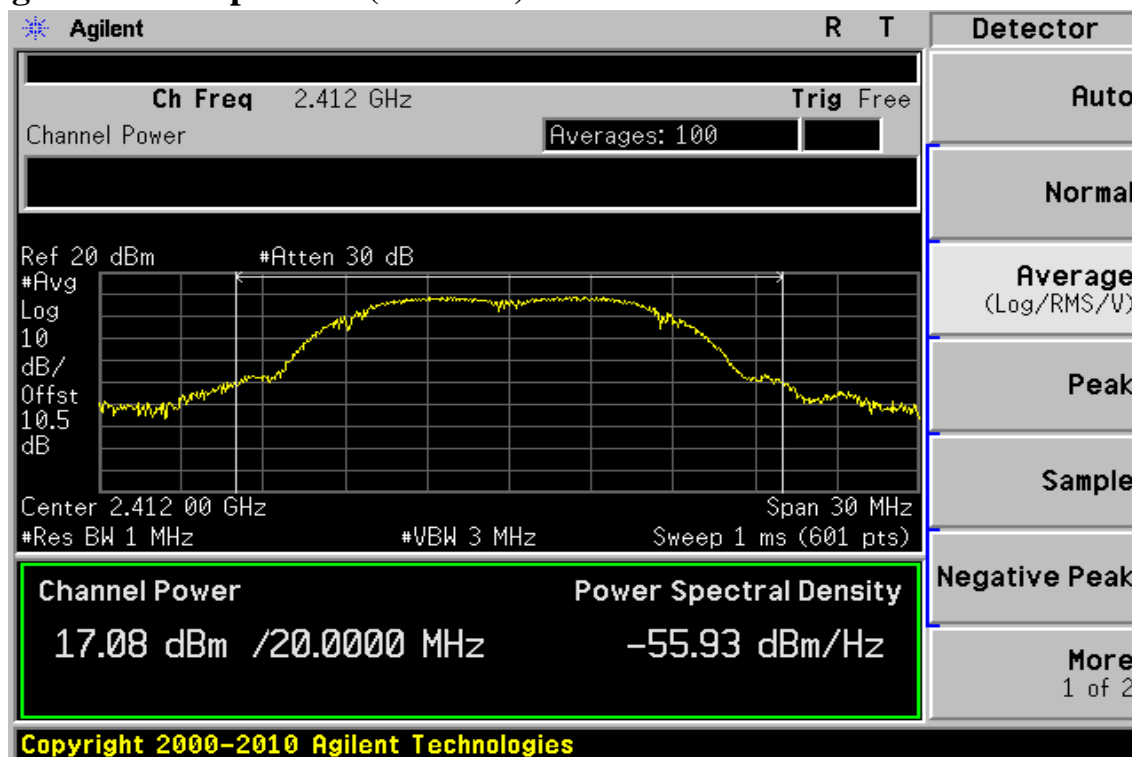 Agilent R T Detector
Ch Freq 2.412 GHz Trig Free
Channel Power Averages: 100
Auto
Normal
Ref 20 dBm #Atten 30 dB
#Avg
Log
10
dB/
Offst
10.5
dB
Average
(Log/RMS/V)
Peak
Sample
Center 2.412 00 GHz Span 30 MHz
#Res BW 1 MHz #VBW 3 MHz Sweep 1 ms (601 pts)
Negative Peak
Channel Power Power Spectral Density
17.08 dBm /20.0000 MHz -55.93 dBm/Hz
More
1 of 2
Copyright 2000-2010 Agilent Technologies